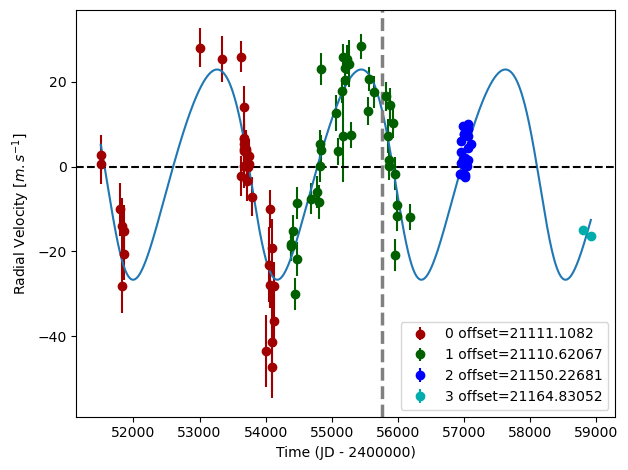 Radial Velocity [m. s⁻¹]
20
0
−20
−40
0 offset=21111.1082
1 offset=21110.62067
2 offset=21150.22681
3 offset=21164.83052
52000 53000 54000 55000 56000 57000 58000 59000
Time (JD - 2400000)